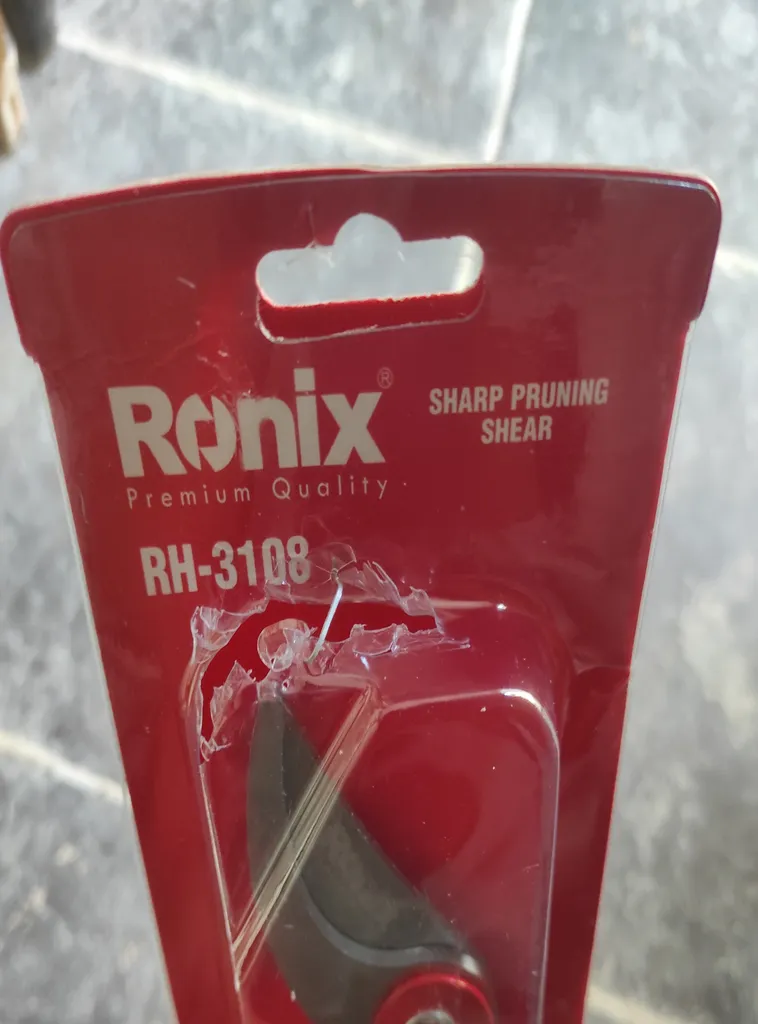 Ronix®
Premium Quality
SHARP PRUNING
SHEAR
RH-3108